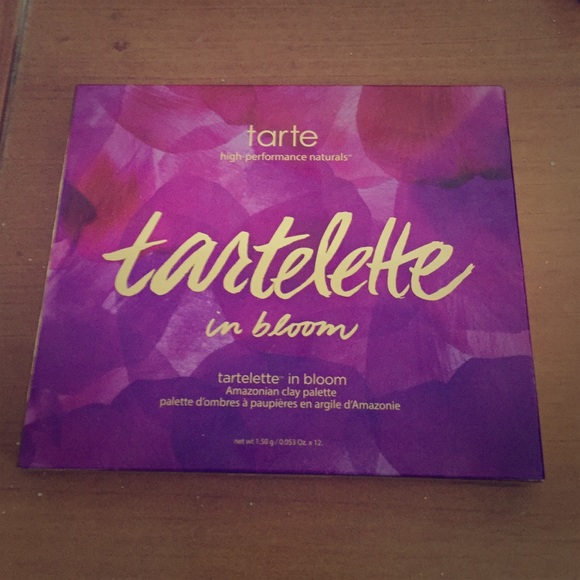 tarte
high-performance naturals™
tartelette
in bloom
tartelette™ in bloom
Amazonian clay palette
palette d'ombres à paupières en argile d'Amazonie
net wt 1.50 g / 0.053 Oz. x 12.